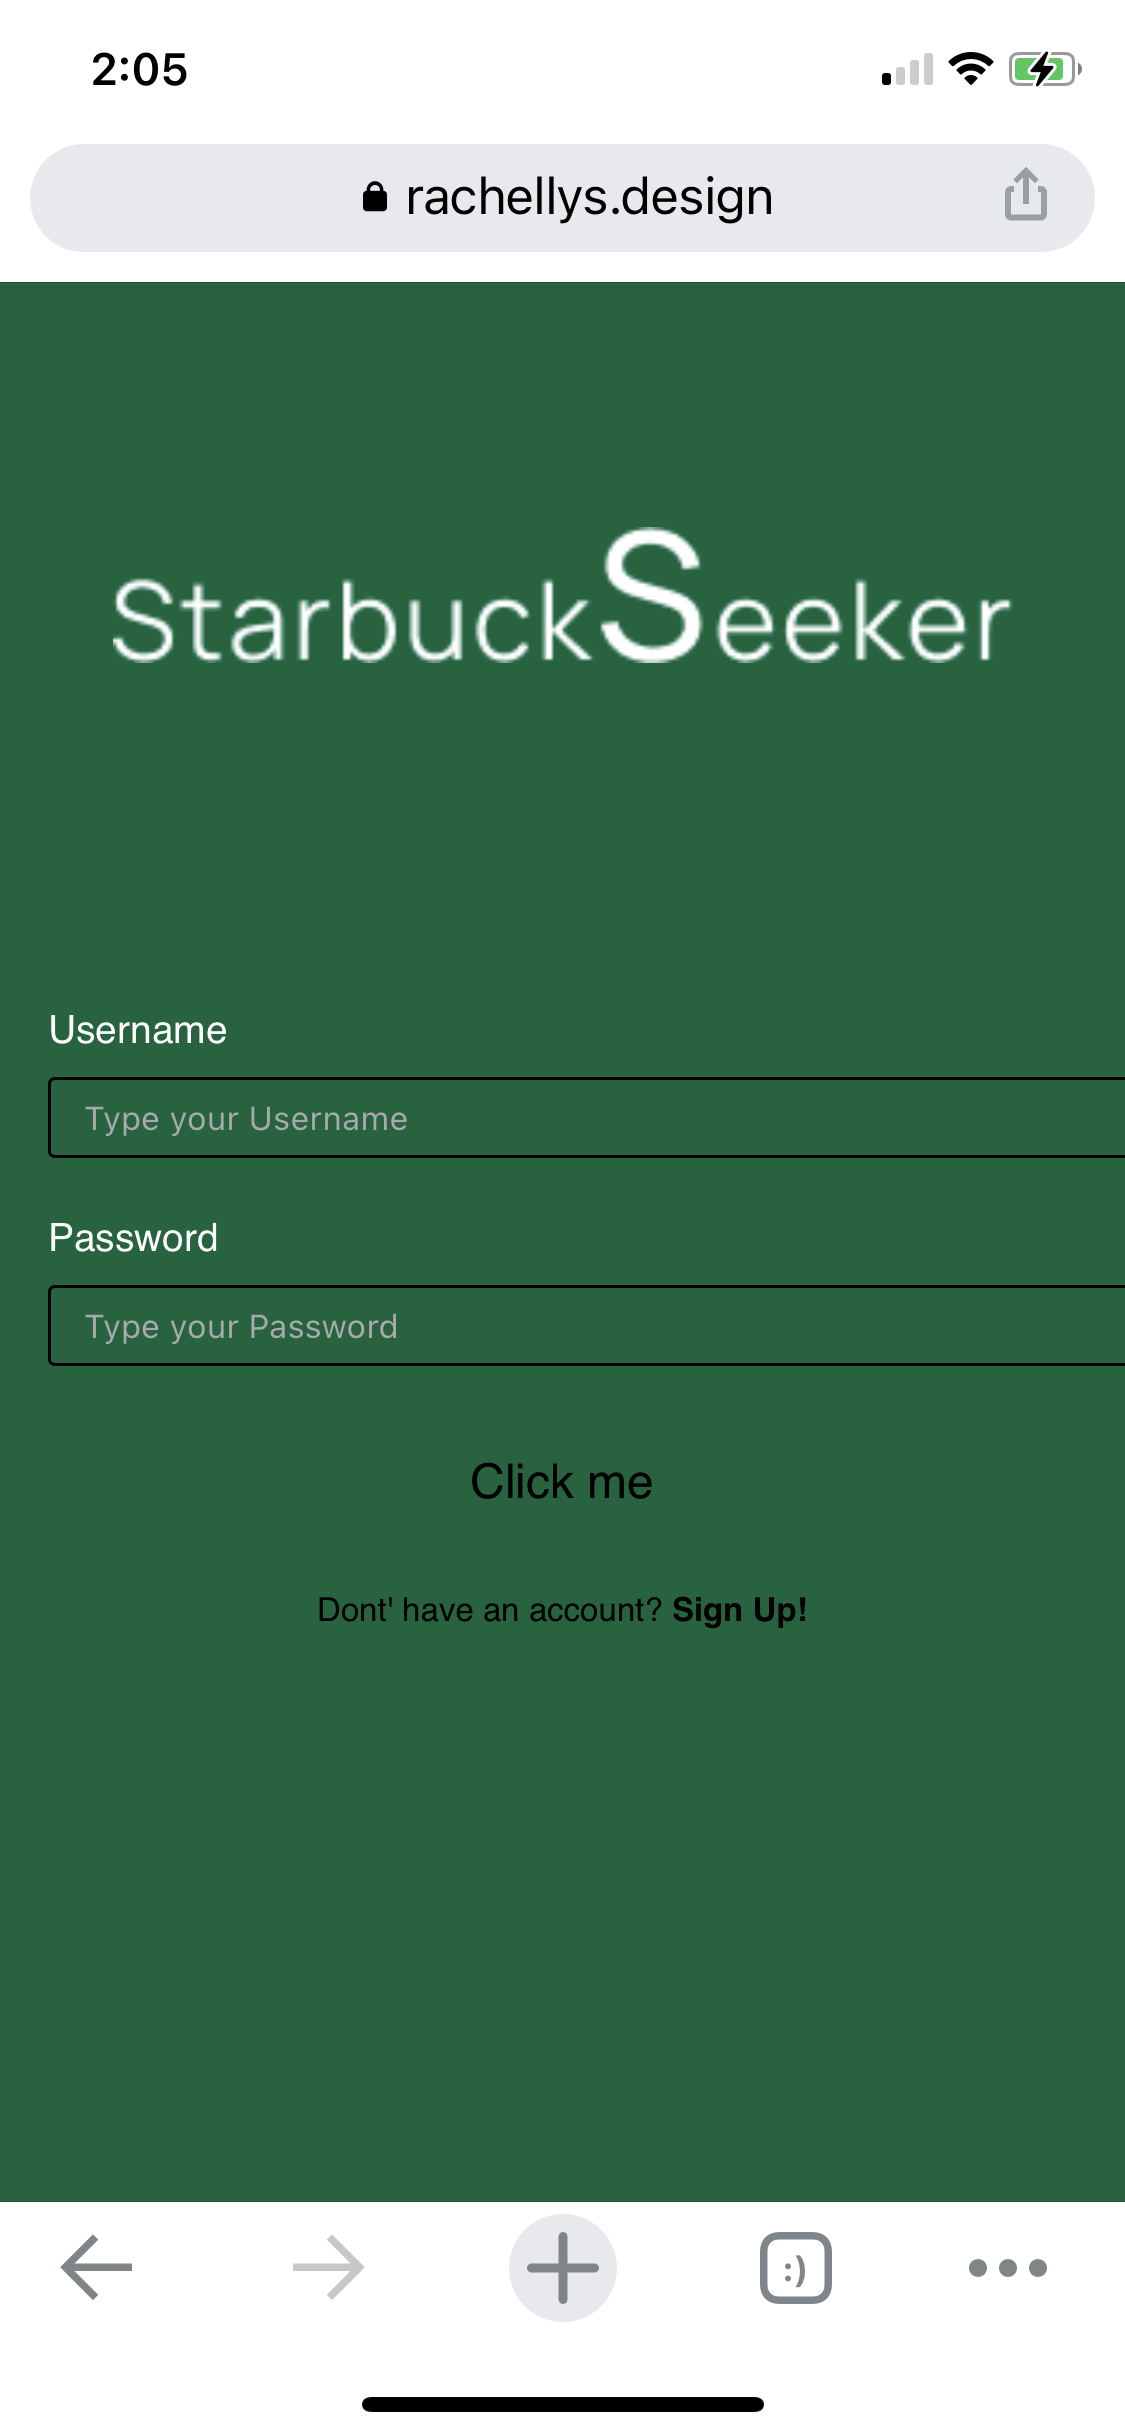 2:05
rachellys.design
StarbuckSeeker
Username
Type your Username
Password
Type your Password
Click me
Dont' have an account? Sign Up!
:)